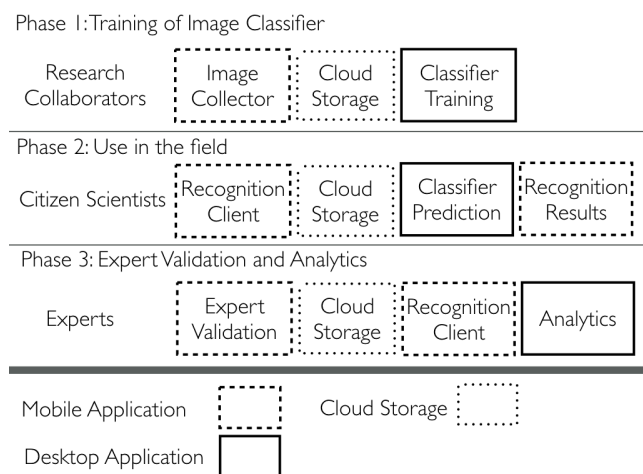 Phase 1: Training of Image Classifier
Research
Collaborators
Image
Collector
Cloud
Storage
Classifier
Training
Phase 2: Use in the field
Citizen Scientists
Recognition
Client
Cloud
Storage
Classifier
Prediction
Recognition
Results
Phase 3: Expert Validation and Analytics
Experts
Expert
Validation
Cloud
Storage
Recognition
Client
Analytics
Mobile Application
Cloud Storage
Desktop Application